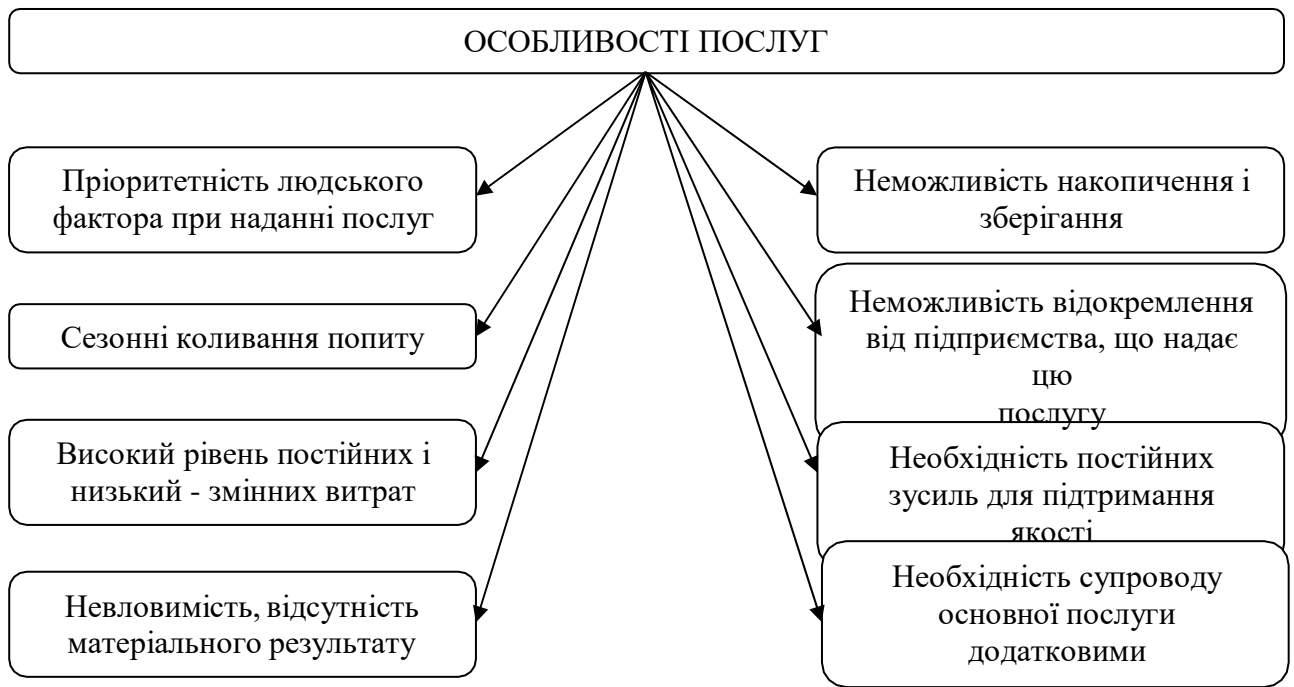 ОСОБЛИВОСТІ ПОСЛУГ
Пріоритетність людського
фактора при наданні послуг
Сезонні коливання попиту
Високий рівень постійних і
низький - змінних витрат
Невловимість, відсутність
матеріального результату
Неможливість накопичення і
зберігання
Неможливість відокремлення
від підприємства, що надає
цю
послугу
Необхідність постійних
зусиль для підтримання
якості
Необхідність супроводу
основної послуги
додатковими